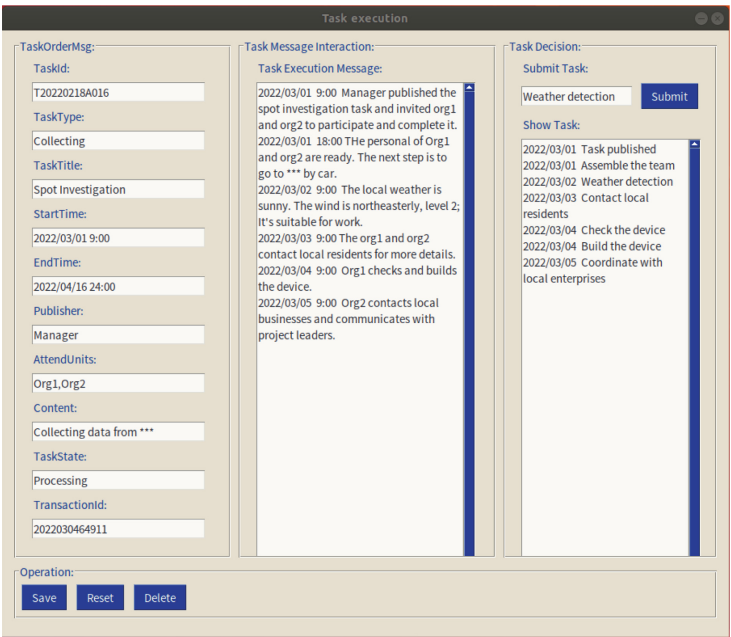 Task execution
TaskOrderMsg:
TaskId:
T20220218A016
TaskType:
Collecting
TaskTitle:
Spot Investigation
StartTime:
2022/03/01 9:00
EndTime:
2022/04/16 24:00
Publisher:
Manager
AttendUnits:
Org1,Org2
Content:
Collecting data from ***
TaskState:
Processing
TransactionId:
2022030464911
Task Message Interaction:
Task Execution Message:
2022/03/01 9:00 Manager published the
spot investigation task and invited org1
and org2 to participate and complete it.
2022/03/01 18:00 THe personal of Org1
and org2 are ready. The next step is to
go to *** by car.
2022/03/02 9:00 The local weather is
sunny. The wind is northeasterly, level 2;
It's suitable for work.
2022/03/03 9:00 The org1 and org2
contact local residents for more details.
2022/03/04 9:00 Org1 checks and builds
the device.
2022/03/05 9:00 Org2 contacts local
businesses and communicates with
project leaders.
Task Decision:
Submit Task:
Weather detection
Submit
Show Task:
2022/03/01 Task published
2022/03/01 Assemble the team
2022/03/02 Weather detection
2022/03/03 Contact local
residents
2022/03/04 Check the device
2022/03/04 Build the device
2022/03/05 Coordinate with
local enterprises
Operation:
Save
Reset
Delete